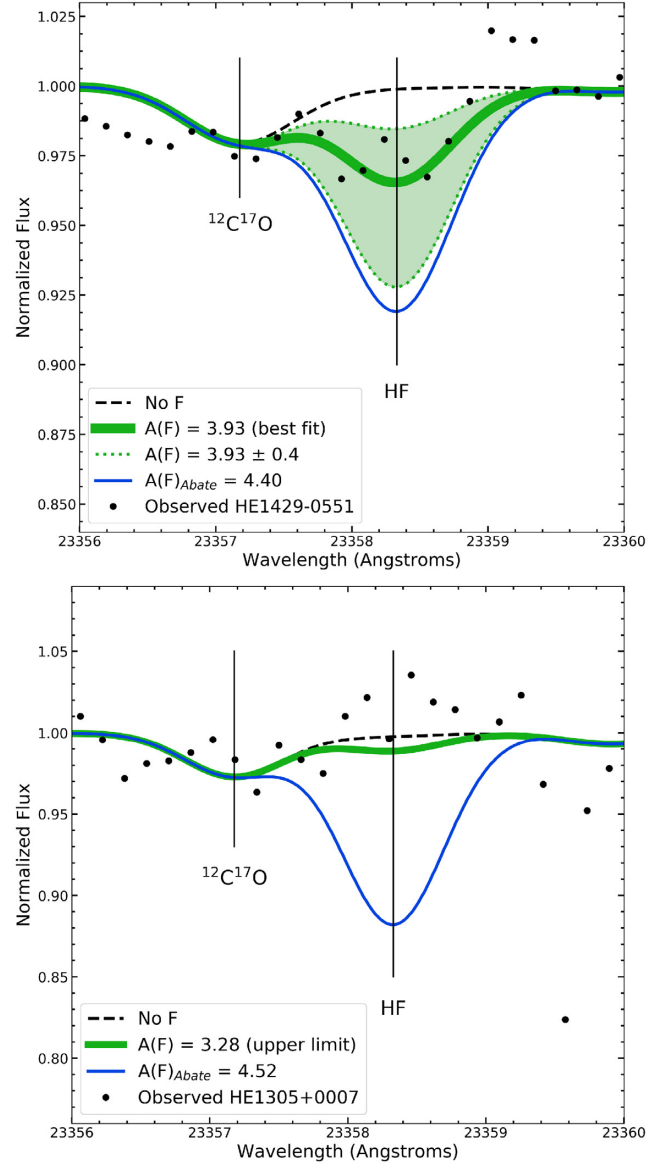 1.025
1.000
0.975
0.950
0.925
0.900
0.875
0.850
Normalized Flux
¹²C¹⁷O
HF
No F
A(F) = 3.93 (best fit)
A(F) = 3.93 ± 0.4
A(F)Abate = 4.40
Observed HE1429-0551
23356 23357 23358 23359 23360
Wavelength (Angstroms)
1.05
1.00
0.95
0.90
0.85
0.80
Normalized Flux
¹²C¹⁷O
HF
No F
A(F) = 3.28 (upper limit)
A(F)Abate = 4.52
Observed HE1305+0007
23356 23357 23358 23359 23360
Wavelength (Angstroms)